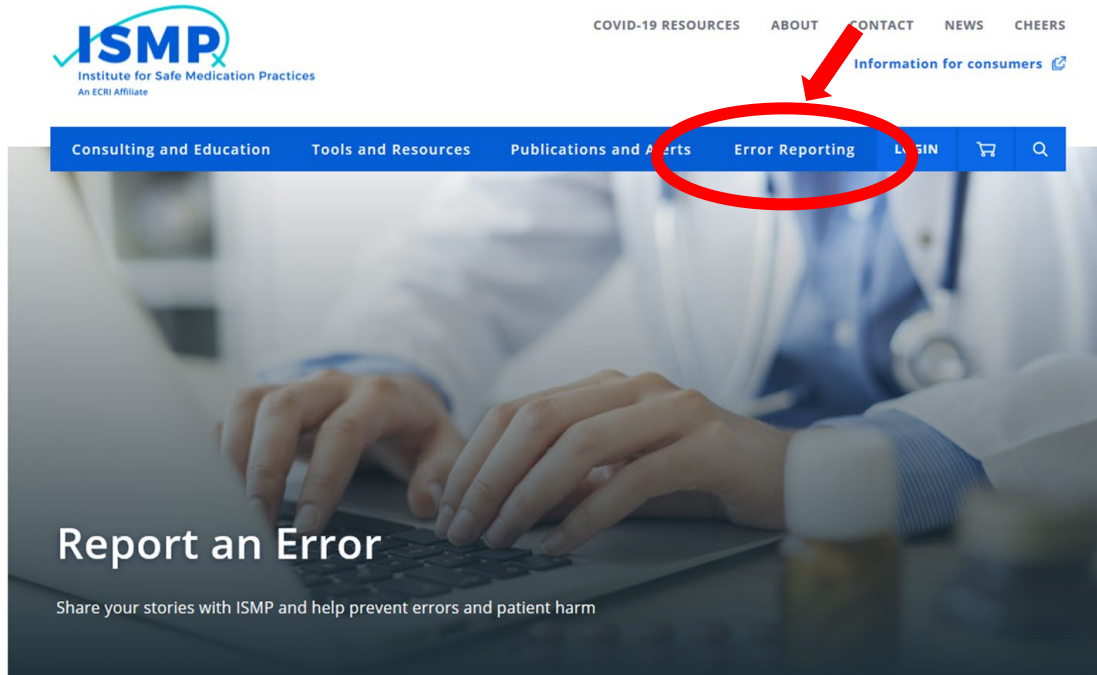 ISMP
Institute for Safe Medication Practices
An ECRI Affiliate
COVID-19 RESOURCES ABOUT CONTACT NEWS CHEERS
Information for consumers
Consulting and Education Tools and Resources Publications and Alerts Error Reporting LOGIN
Report an Error
Share your stories with ISMP and help prevent errors and patient harm